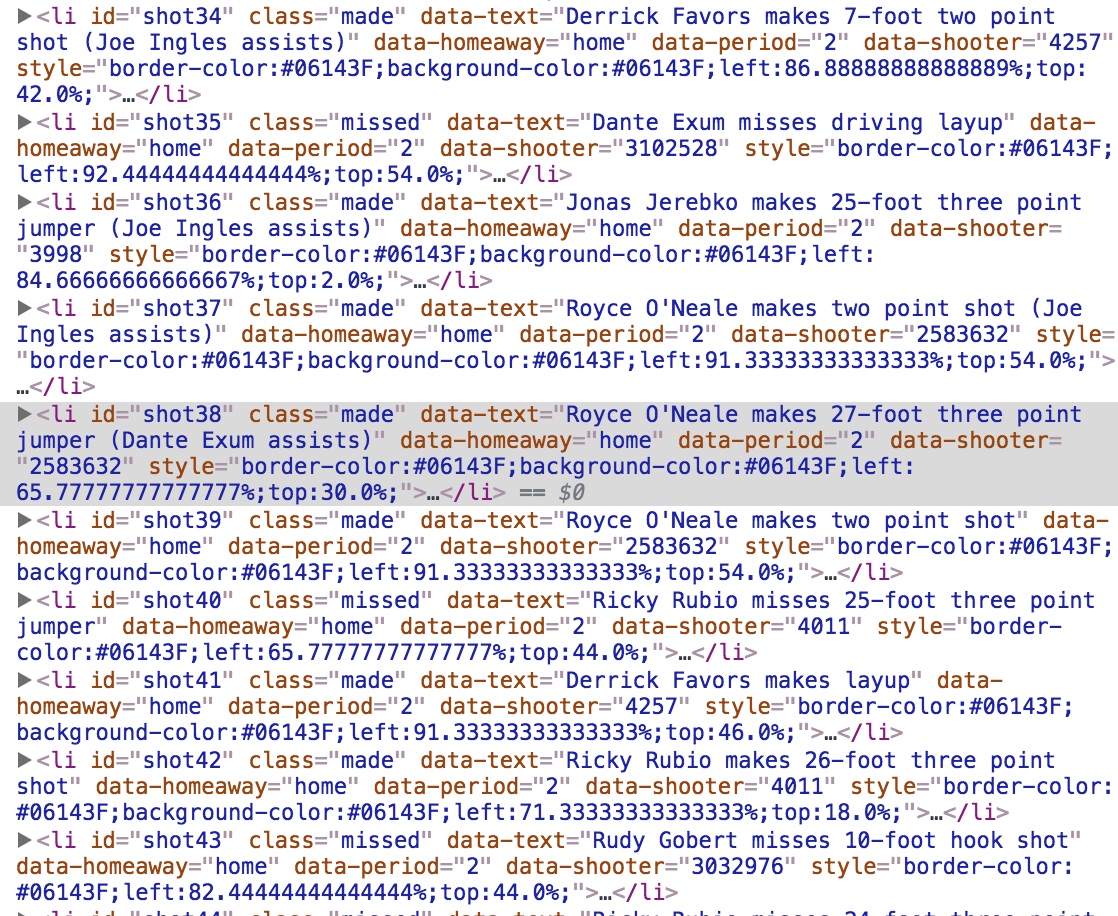 ▶<li id="shot34" class="made" data-text="Derrick Favors makes 7-foot two point
shot (Joe Ingles assists)" data-homeaway="home" data-period="2" data-shooter="4257"
style="border-color:#06143F;background-color:#06143F;left:86.88888888888889%;top:
42.0%;">…</li>
▶<li id="shot35" class="missed" data-text="Dante Exum misses driving layup" data-
homeaway="home" data-period="2" data-shooter="3102528" style="border-color:#06143F;
left:92.44444444444444%;top:54.0%;">…</li>
▶<li id="shot36" class="made" data-text="Jonas Jerebko makes 25-foot three point
jumper (Joe Ingles assists)" data-homeaway="home" data-period="2" data-shooter=
"3998" style="border-color:#06143F;background-color:#06143F;left:
84.66666666666667%;top:2.0%;">…</li>
▶<li id="shot37" class="made" data-text="Royce O'Neale makes two point shot (Joe
Ingles assists)" data-homeaway="home" data-period="2" data-shooter="2583632" style=
"border-color:#06143F;background-color:#06143F;left:91.33333333333333%;top:54.0%;">
…</li>
▶<li id="shot38" class="made" data-text="Royce O'Neale makes 27-foot three point
jumper (Dante Exum assists)" data-homeaway="home" data-period="2" data-shooter=
"2583632" style="border-color:#06143F;background-color:#06143F;left:
65.77777777777777%;top:30.0%;">…</li> == $0
▶<li id="shot39" class="made" data-text="Royce O'Neale makes two point shot" data-
homeaway="home" data-period="2" data-shooter="2583632" style="border-color:#06143F;
background-color:#06143F;left:91.33333333333333%;top:54.0%;">…</li>
▶<li id="shot40" class="missed" data-text="Ricky Rubio misses 25-foot three point
jumper" data-homeaway="home" data-period="2" data-shooter="4011" style="border-
color:#06143F;left:65.77777777777777%;top:44.0%;">…</li>
▶<li id="shot41" class="made" data-text="Derrick Favors makes layup" data-
homeaway="home" data-period="2" data-shooter="4257" style="border-color:#06143F;
background-color:#06143F;left:91.33333333333333%;top:46.0%;">…</li>
▶<li id="shot42" class="made" data-text="Ricky Rubio makes 26-foot three point
shot" data-homeaway="home" data-period="2" data-shooter="4011" style="border-color:
#06143F;background-color:#06143F;left:71.33333333333333%;top:18.0%;">…</li>
▶<li id="shot43" class="missed" data-text="Rudy Gobert misses 10-foot hook shot"
data-homeaway="home" data-period="2" data-shooter="3032976" style="border-color:
#06143F;left:82.44444444444444%;top:44.0%;">…</li>